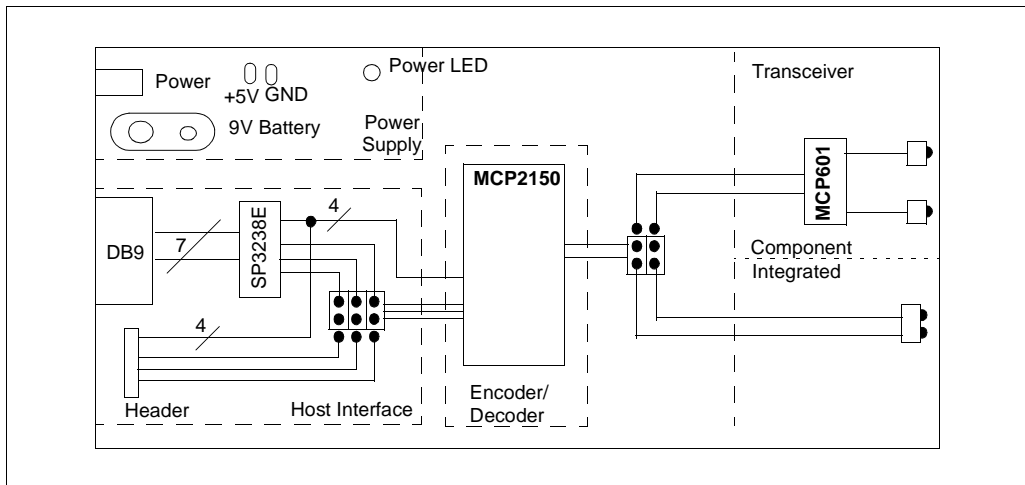 Power
+5V GND
9V Battery
Power LED
Power
Supply
Transceiver
MCP2150
MCP601
DB9
7
SP3238E
4
4
Component
Integrated
Header
Host Interface
Encoder/
Decoder